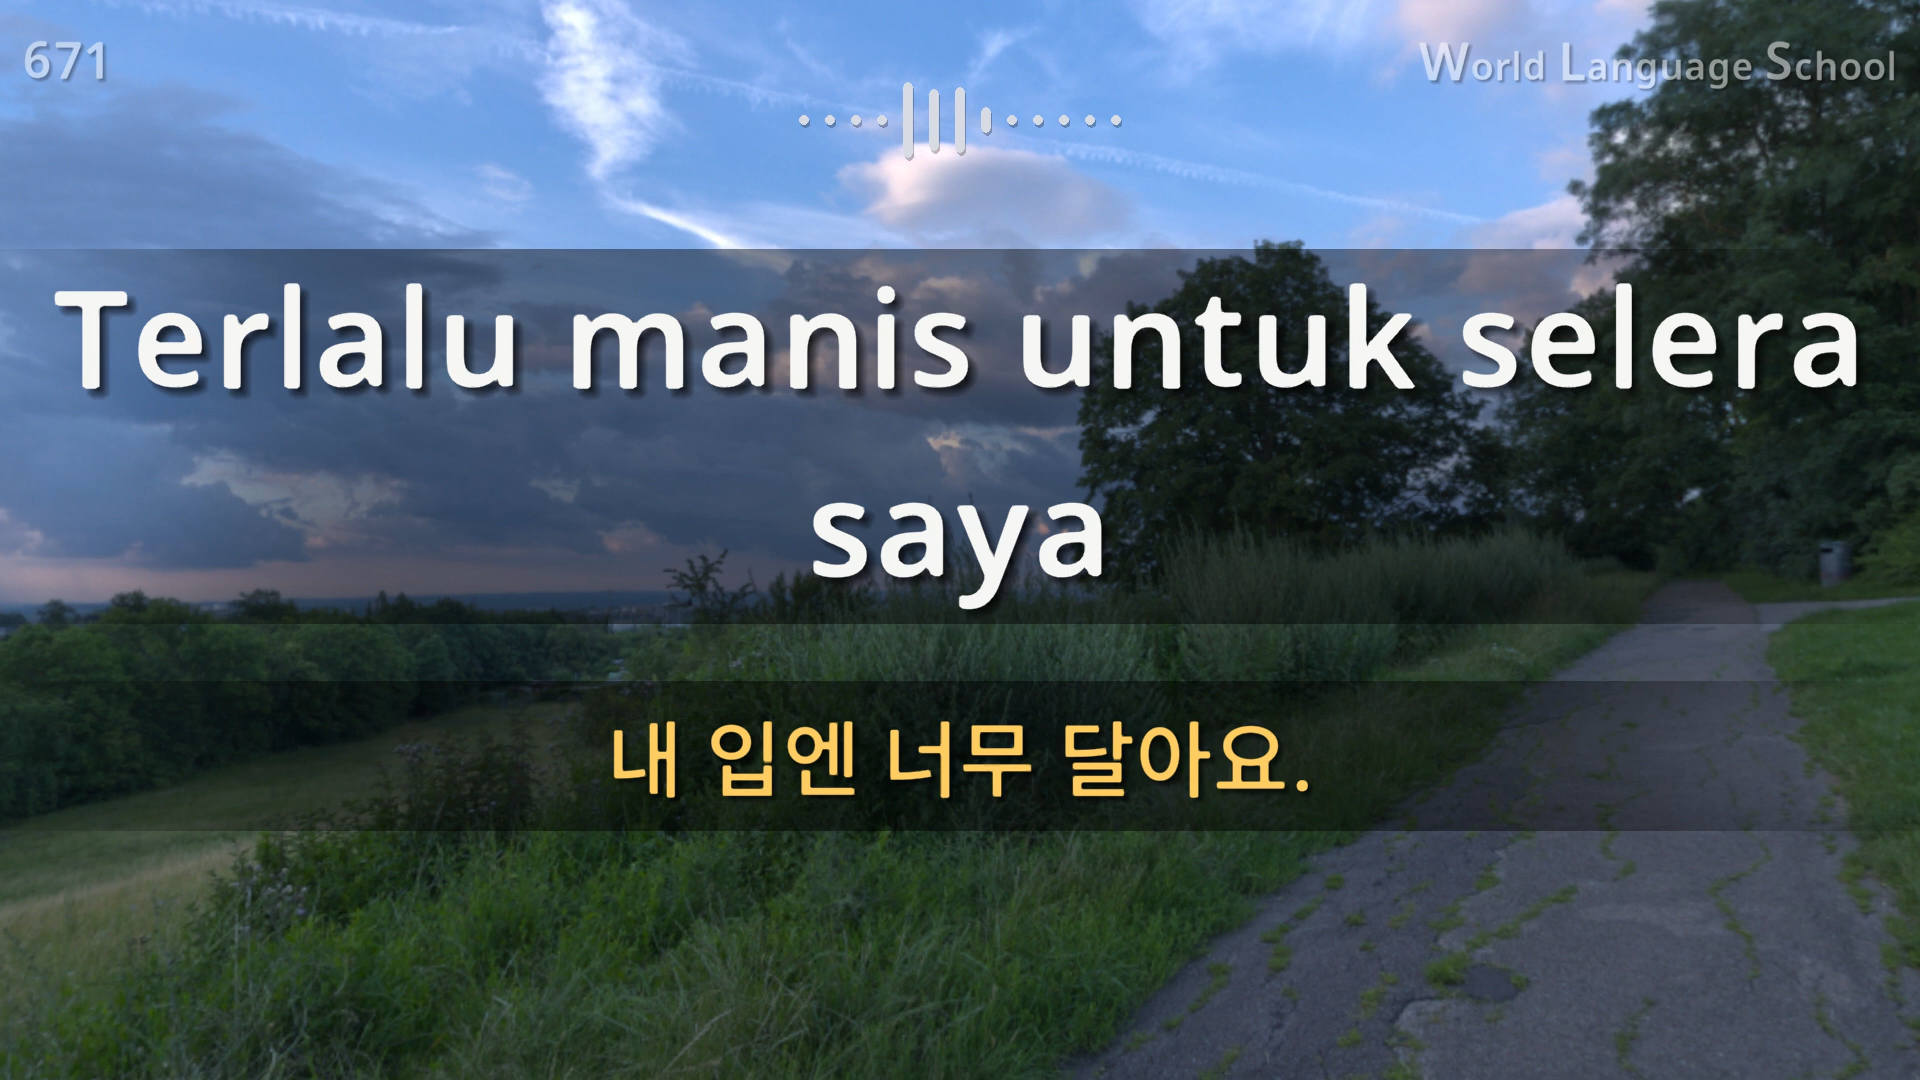 671
World Language School
Terlalu manis untuk selera
saya
내 입엔 너무 달아요.